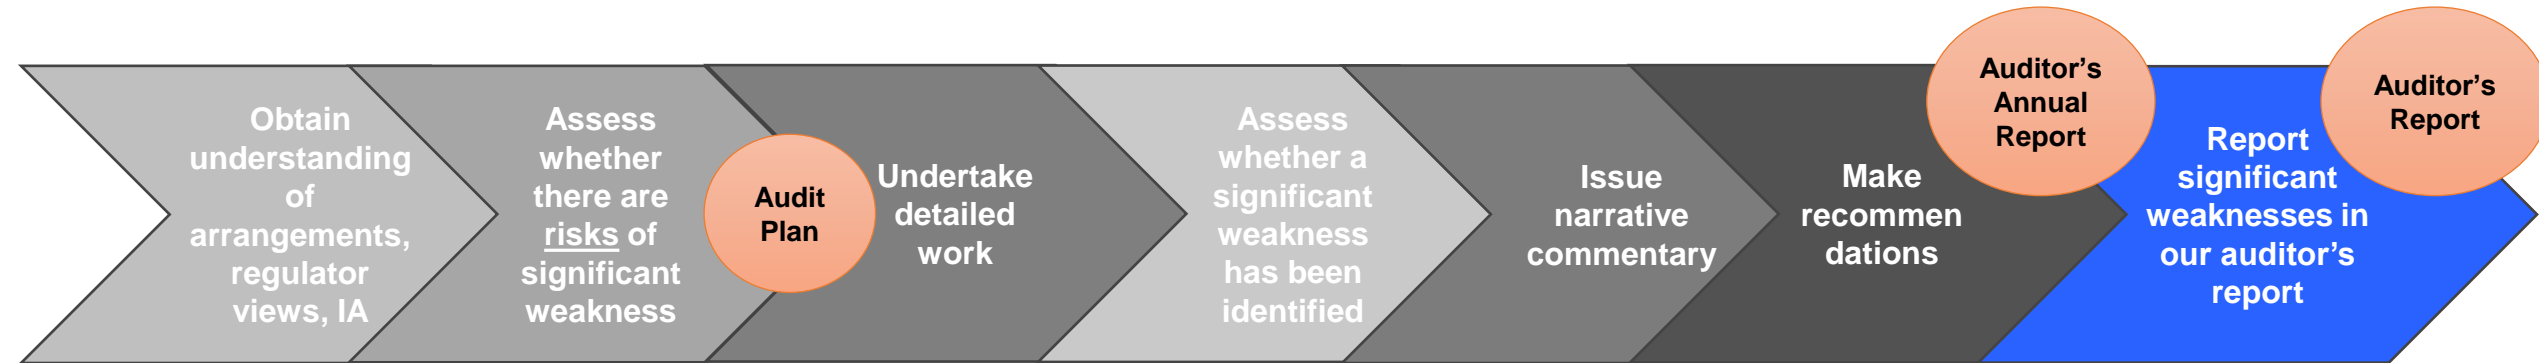 Obtain
understanding
of
arrangements,
regulator
views, IA
Assess
whether
there are
risks of
significant
weakness
Audit
Plan
Undertake
detailed
work
Assess
whether a
significant
weakness
has been
identified
Issue
narrative
commentary
Make
recommen
dations
Auditor’s
Annual
Report
Report
significant
weaknesses in
our auditor’s
report
Auditor’s
Report